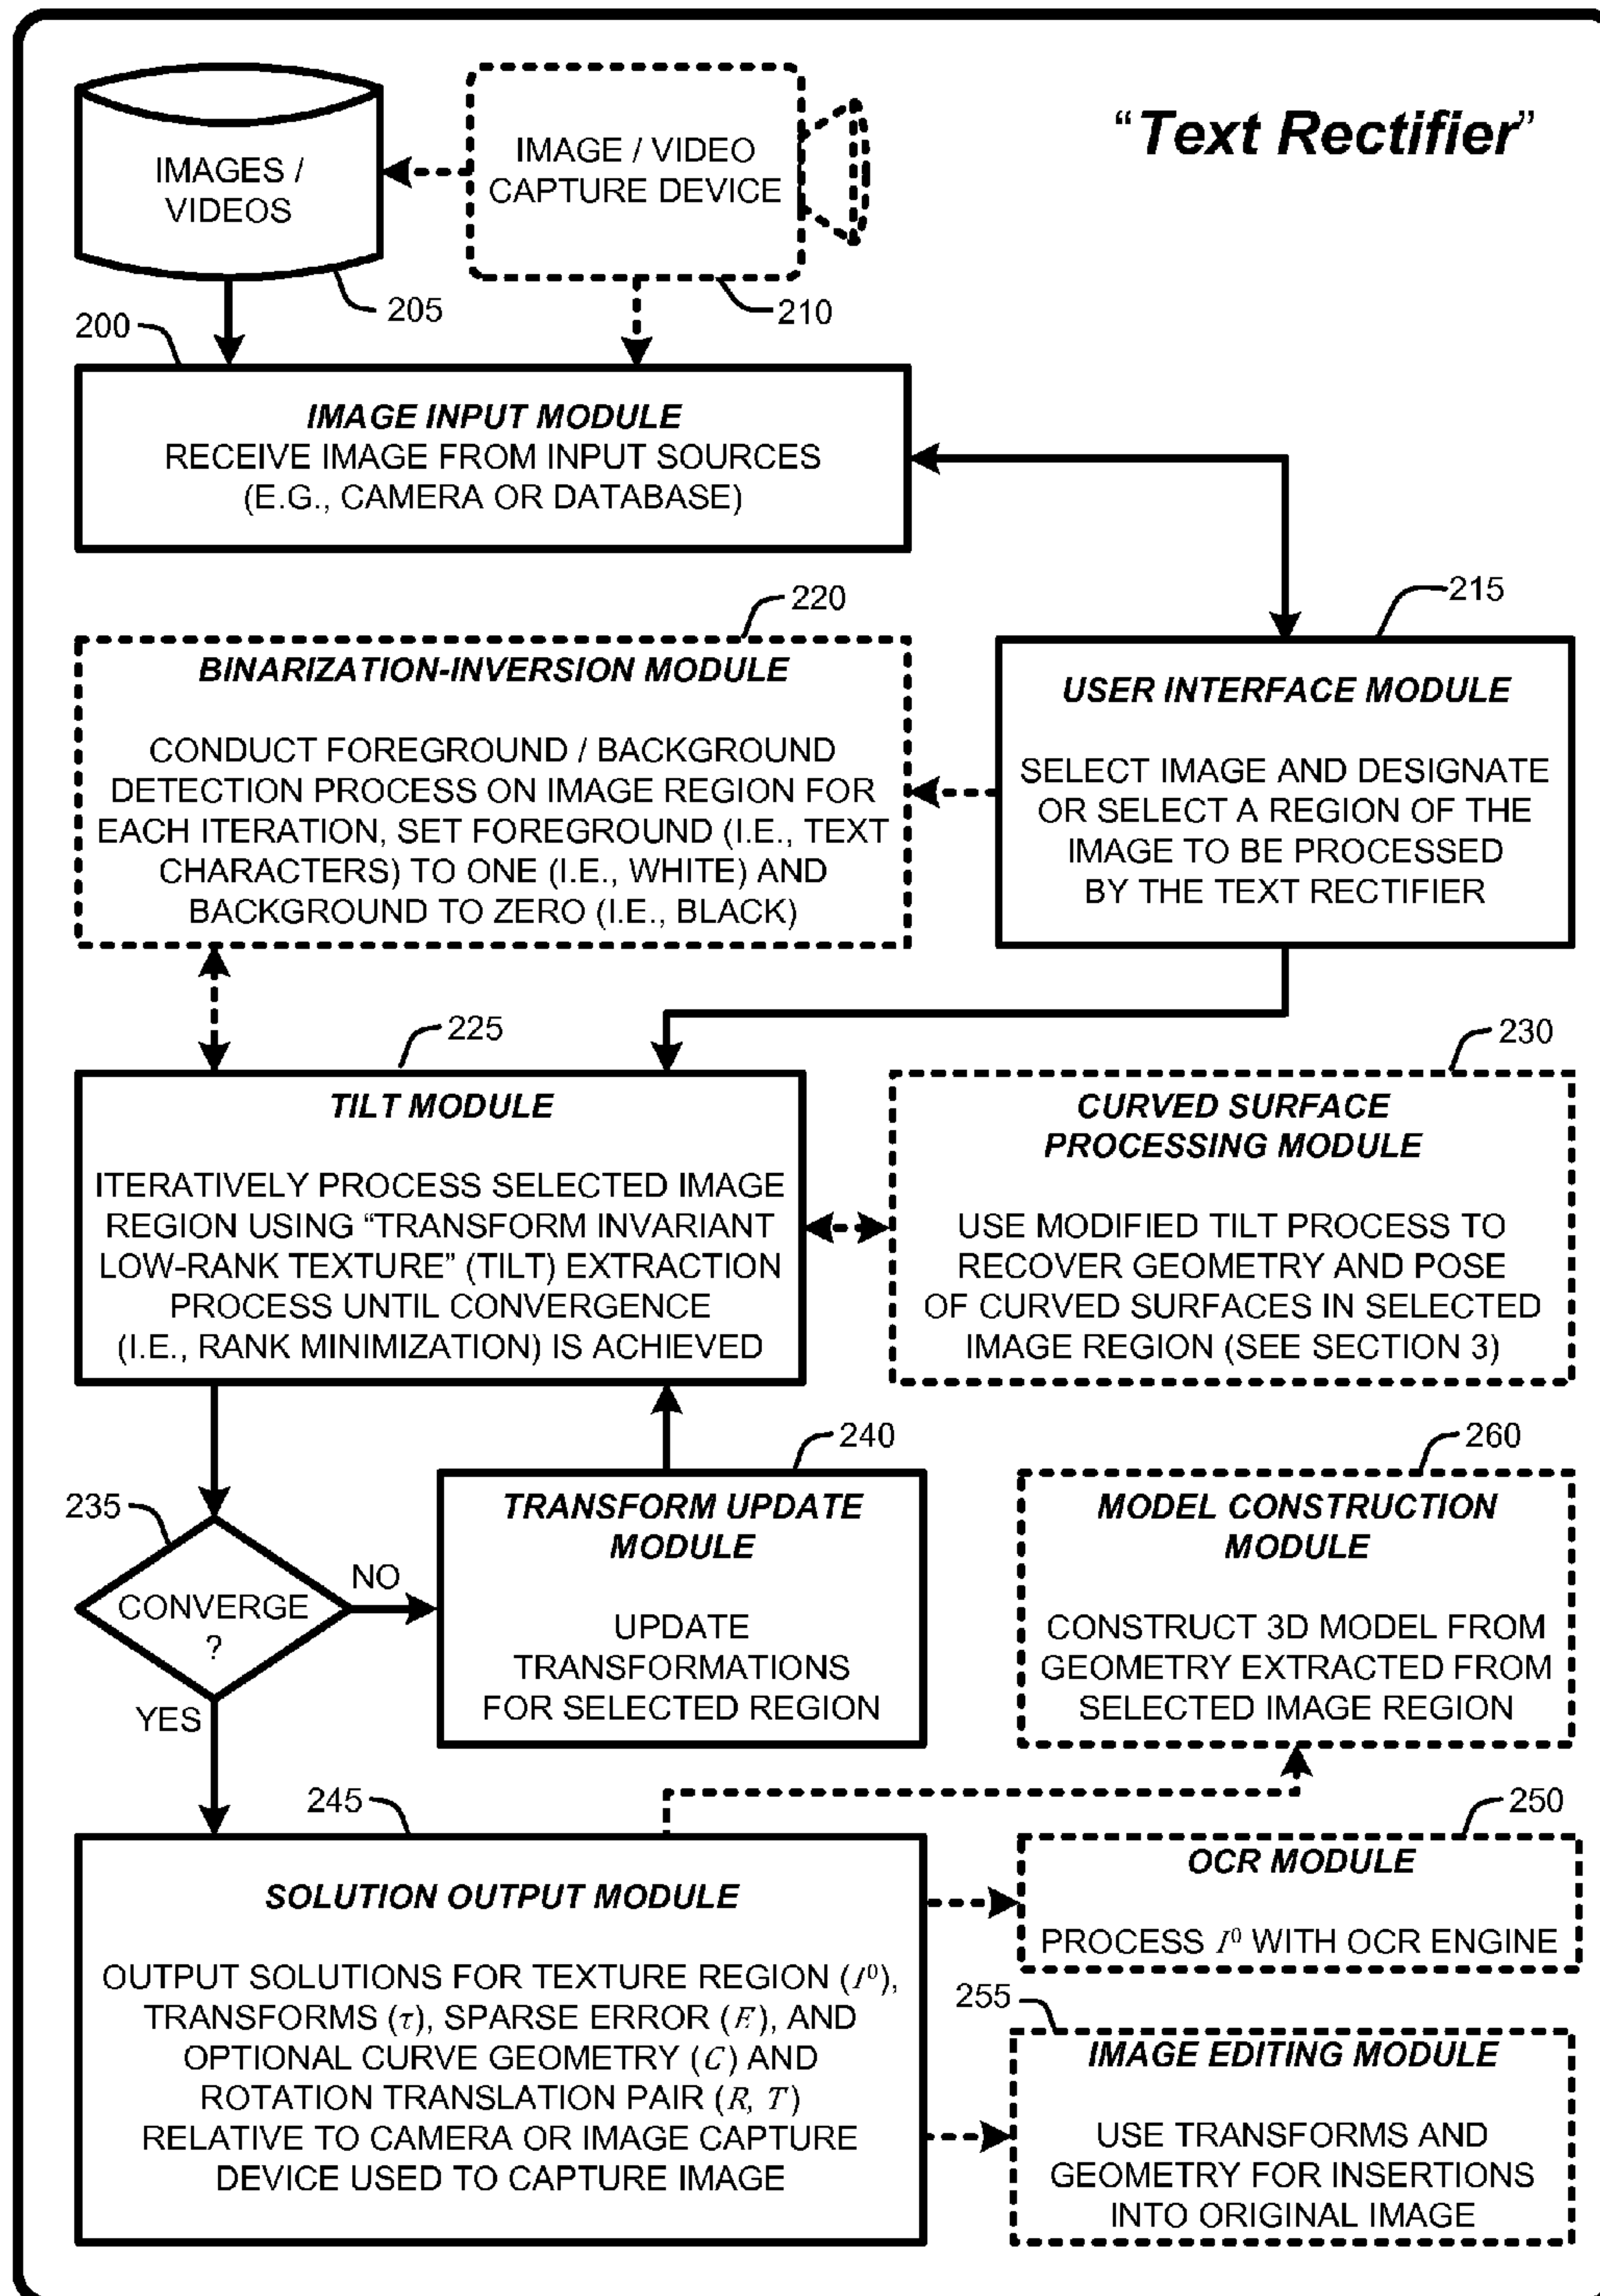 “Text Rectifier”
IMAGES /
VIDEOS
IMAGE / VIDEO
CAPTURE DEVICE
205
210
200
IMAGE INPUT MODULE
RECEIVE IMAGE FROM INPUT SOURCES
(E.G., CAMERA OR DATABASE)
215
USER INTERFACE MODULE
SELECT IMAGE AND DESIGNATE
OR SELECT A REGION OF THE
IMAGE TO BE PROCESSED
BY THE TEXT RECTIFIER
220
BINARIZATION-INVERSION MODULE
CONDUCT FOREGROUND / BACKGROUND
DETECTION PROCESS ON IMAGE REGION FOR
EACH ITERATION, SET FOREGROUND (I.E., TEXT
CHARACTERS) TO ONE (I.E., WHITE) AND
BACKGROUND TO ZERO (I.E., BLACK)
225
TILT MODULE
ITERATIVELY PROCESS SELECTED IMAGE
REGION USING “TRANSFORM INVARIANT
LOW-RANK TEXTURE” (TILT) EXTRACTION
PROCESS UNTIL CONVERGENCE
(I.E., RANK MINIMIZATION) IS ACHIEVED
230
CURVED SURFACE
PROCESSING MODULE
USE MODIFIED TILT PROCESS TO
RECOVER GEOMETRY AND POSE
OF CURVED SURFACES IN SELECTED
IMAGE REGION (SEE SECTION 3)
235
CONVERGE
?
NO
YES
240
TRANSFORM UPDATE
MODULE
UPDATE
TRANSFORMATIONS
FOR SELECTED REGION
260
MODEL CONSTRUCTION
MODULE
CONSTRUCT 3D MODEL FROM
GEOMETRY EXTRACTED FROM
SELECTED IMAGE REGION
245
SOLUTION OUTPUT MODULE
OUTPUT SOLUTIONS FOR TEXTURE REGION (I⁰),
TRANSFORMS (τ), SPARSE ERROR (E), AND
OPTIONAL CURVE GEOMETRY (C) AND
ROTATION TRANSLATION PAIR (R, T)
RELATIVE TO CAMERA OR IMAGE CAPTURE
DEVICE USED TO CAPTURE IMAGE
250
OCR MODULE
PROCESS I⁰ WITH OCR ENGINE
255
IMAGE EDITING MODULE
USE TRANSFORMS AND
GEOMETRY FOR INSERTIONS
INTO ORIGINAL IMAGE